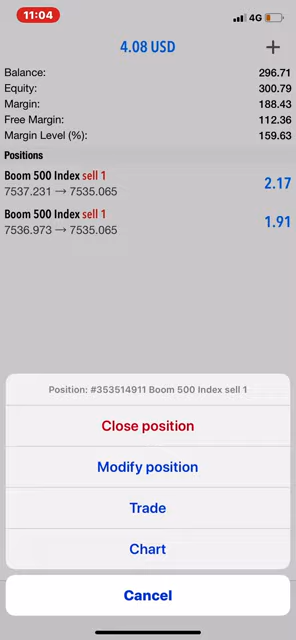 11:04
4G
4.08 USD
+
Balance: 296.71
Equity: 300.79
Margin: 188.43
Free Margin: 112.36
Margin Level (%): 159.63
Positions
Boom 500 Index sell 1
7537.231 → 7535.065
2.17
Boom 500 Index sell 1
7536.973 → 7535.065
1.91
Position: #353514911 Boom 500 Index sell 1
Close position
Modify position
Trade
Chart
Cancel